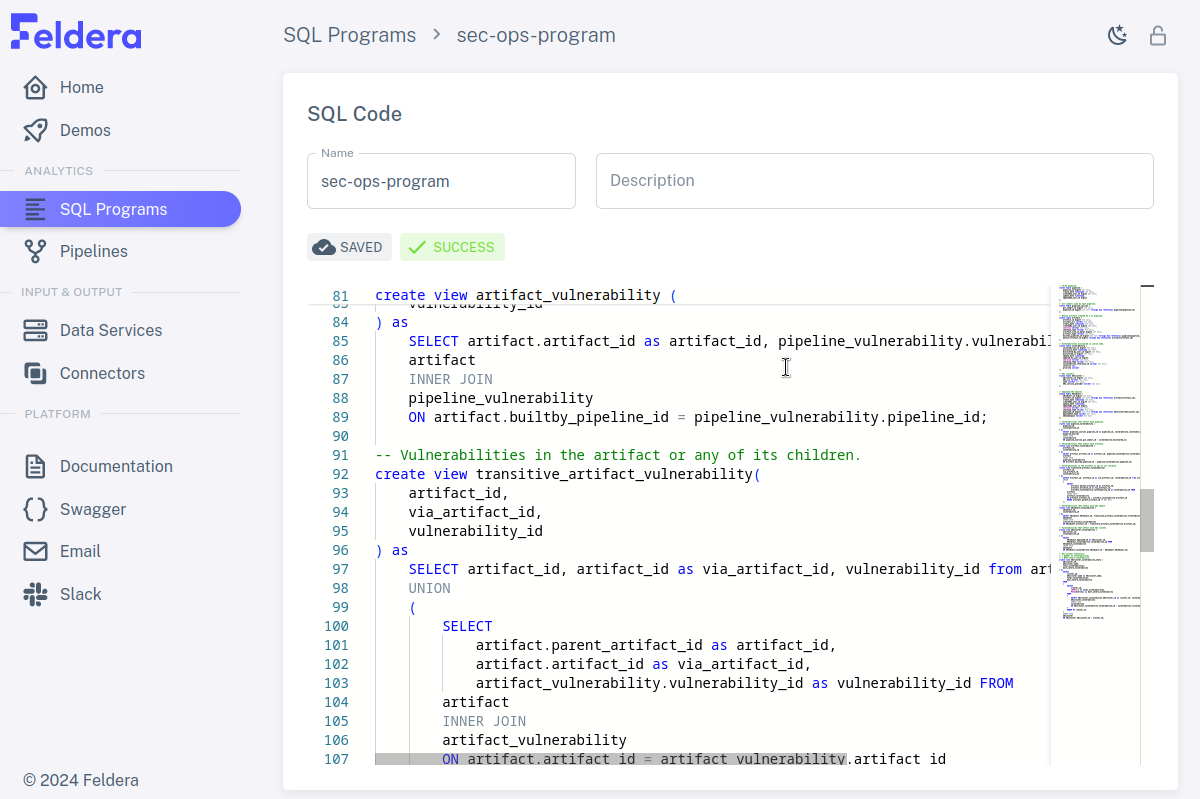 Feldera
SQL Programs > sec-ops-program
Home
Demos
ANALYTICS
SQL Programs
Pipelines
INPUT & OUTPUT
Data Services
Connectors
PLATFORM
Documentation
Swagger
Email
Slack
© 2024 Feldera
SQL Code
Name
sec-ops-program
Description
SAVED
SUCCESS
81 create view artifact_vulnerability (
83 vulnerability_id
84 ) as
85 SELECT artifact.artifact_id as artifact_id, pipeline_vulnerability.vulnerabil
86 artifact
87 INNER JOIN
88 pipeline_vulnerability
89 ON artifact.builtby_pipeline_id = pipeline_vulnerability.pipeline_id;
90
91 -- Vulnerabilities in the artifact or any of its children.
92 create view transitive_artifact_vulnerability(
93 artifact_id,
94 via_artifact_id,
95 vulnerability_id
96 ) as
97 SELECT artifact_id, artifact_id as via_artifact_id, vulnerability_id from art
98 UNION
99 (
100 SELECT
101 artifact.parent_artifact_id as artifact_id,
102 artifact.artifact_id as via_artifact_id,
103 artifact_vulnerability.vulnerability_id as vulnerability_id FROM
104 artifact
105 INNER JOIN
106 artifact_vulnerability
107 ON artifact.artifact_id = artifact_vulnerability.artifact_id